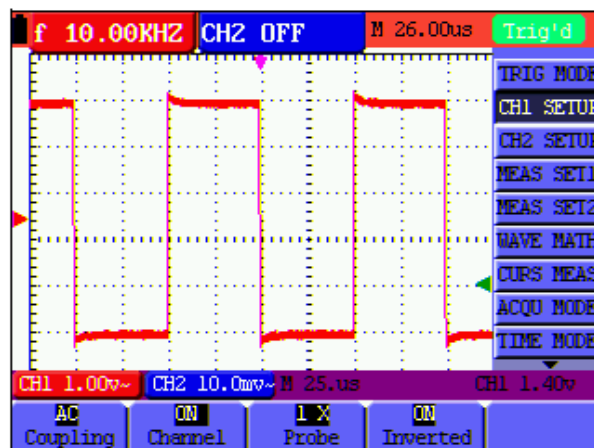 f 10.00KHZ CH2 OFF M 26.00us Trig'd
TRIG MODE
CH1 SETUP
CH2 SETUP
MEAS SET1
MEAS SET2
WAVE MATH
CURS MEAS
ACQU MODE
TIME MODE
CH1 1.00v~ CH2 10.0mv~ M 25.us CH1 1.40v
AC ON 1 X ON
Coupling Channel Probe Inverted